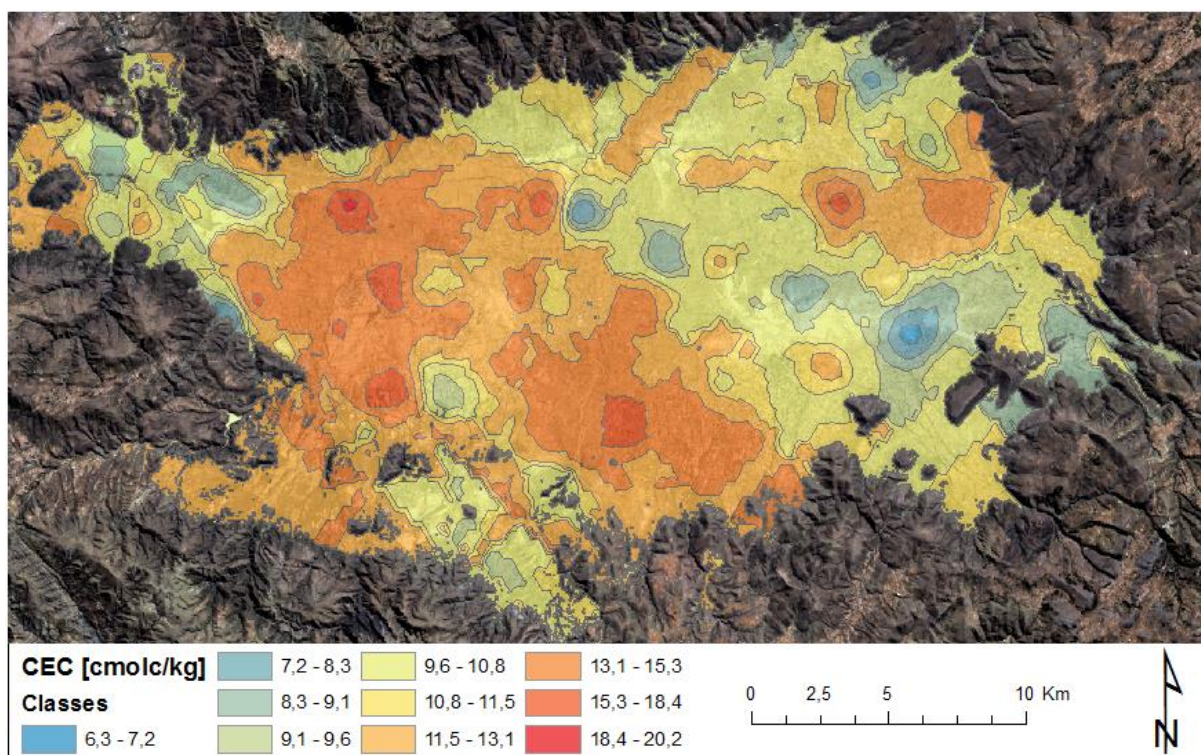 CEC [cmolc/kg]
Classes
6,3 - 7,2
7,2 - 8,3
8,3 - 9,1
9,1 - 9,6
9,6 - 10,8
10,8 - 11,5
11,5 - 13,1
13,1 - 15,3
15,3 - 18,4
18,4 - 20,2
0 2,5 5 10 Km
N